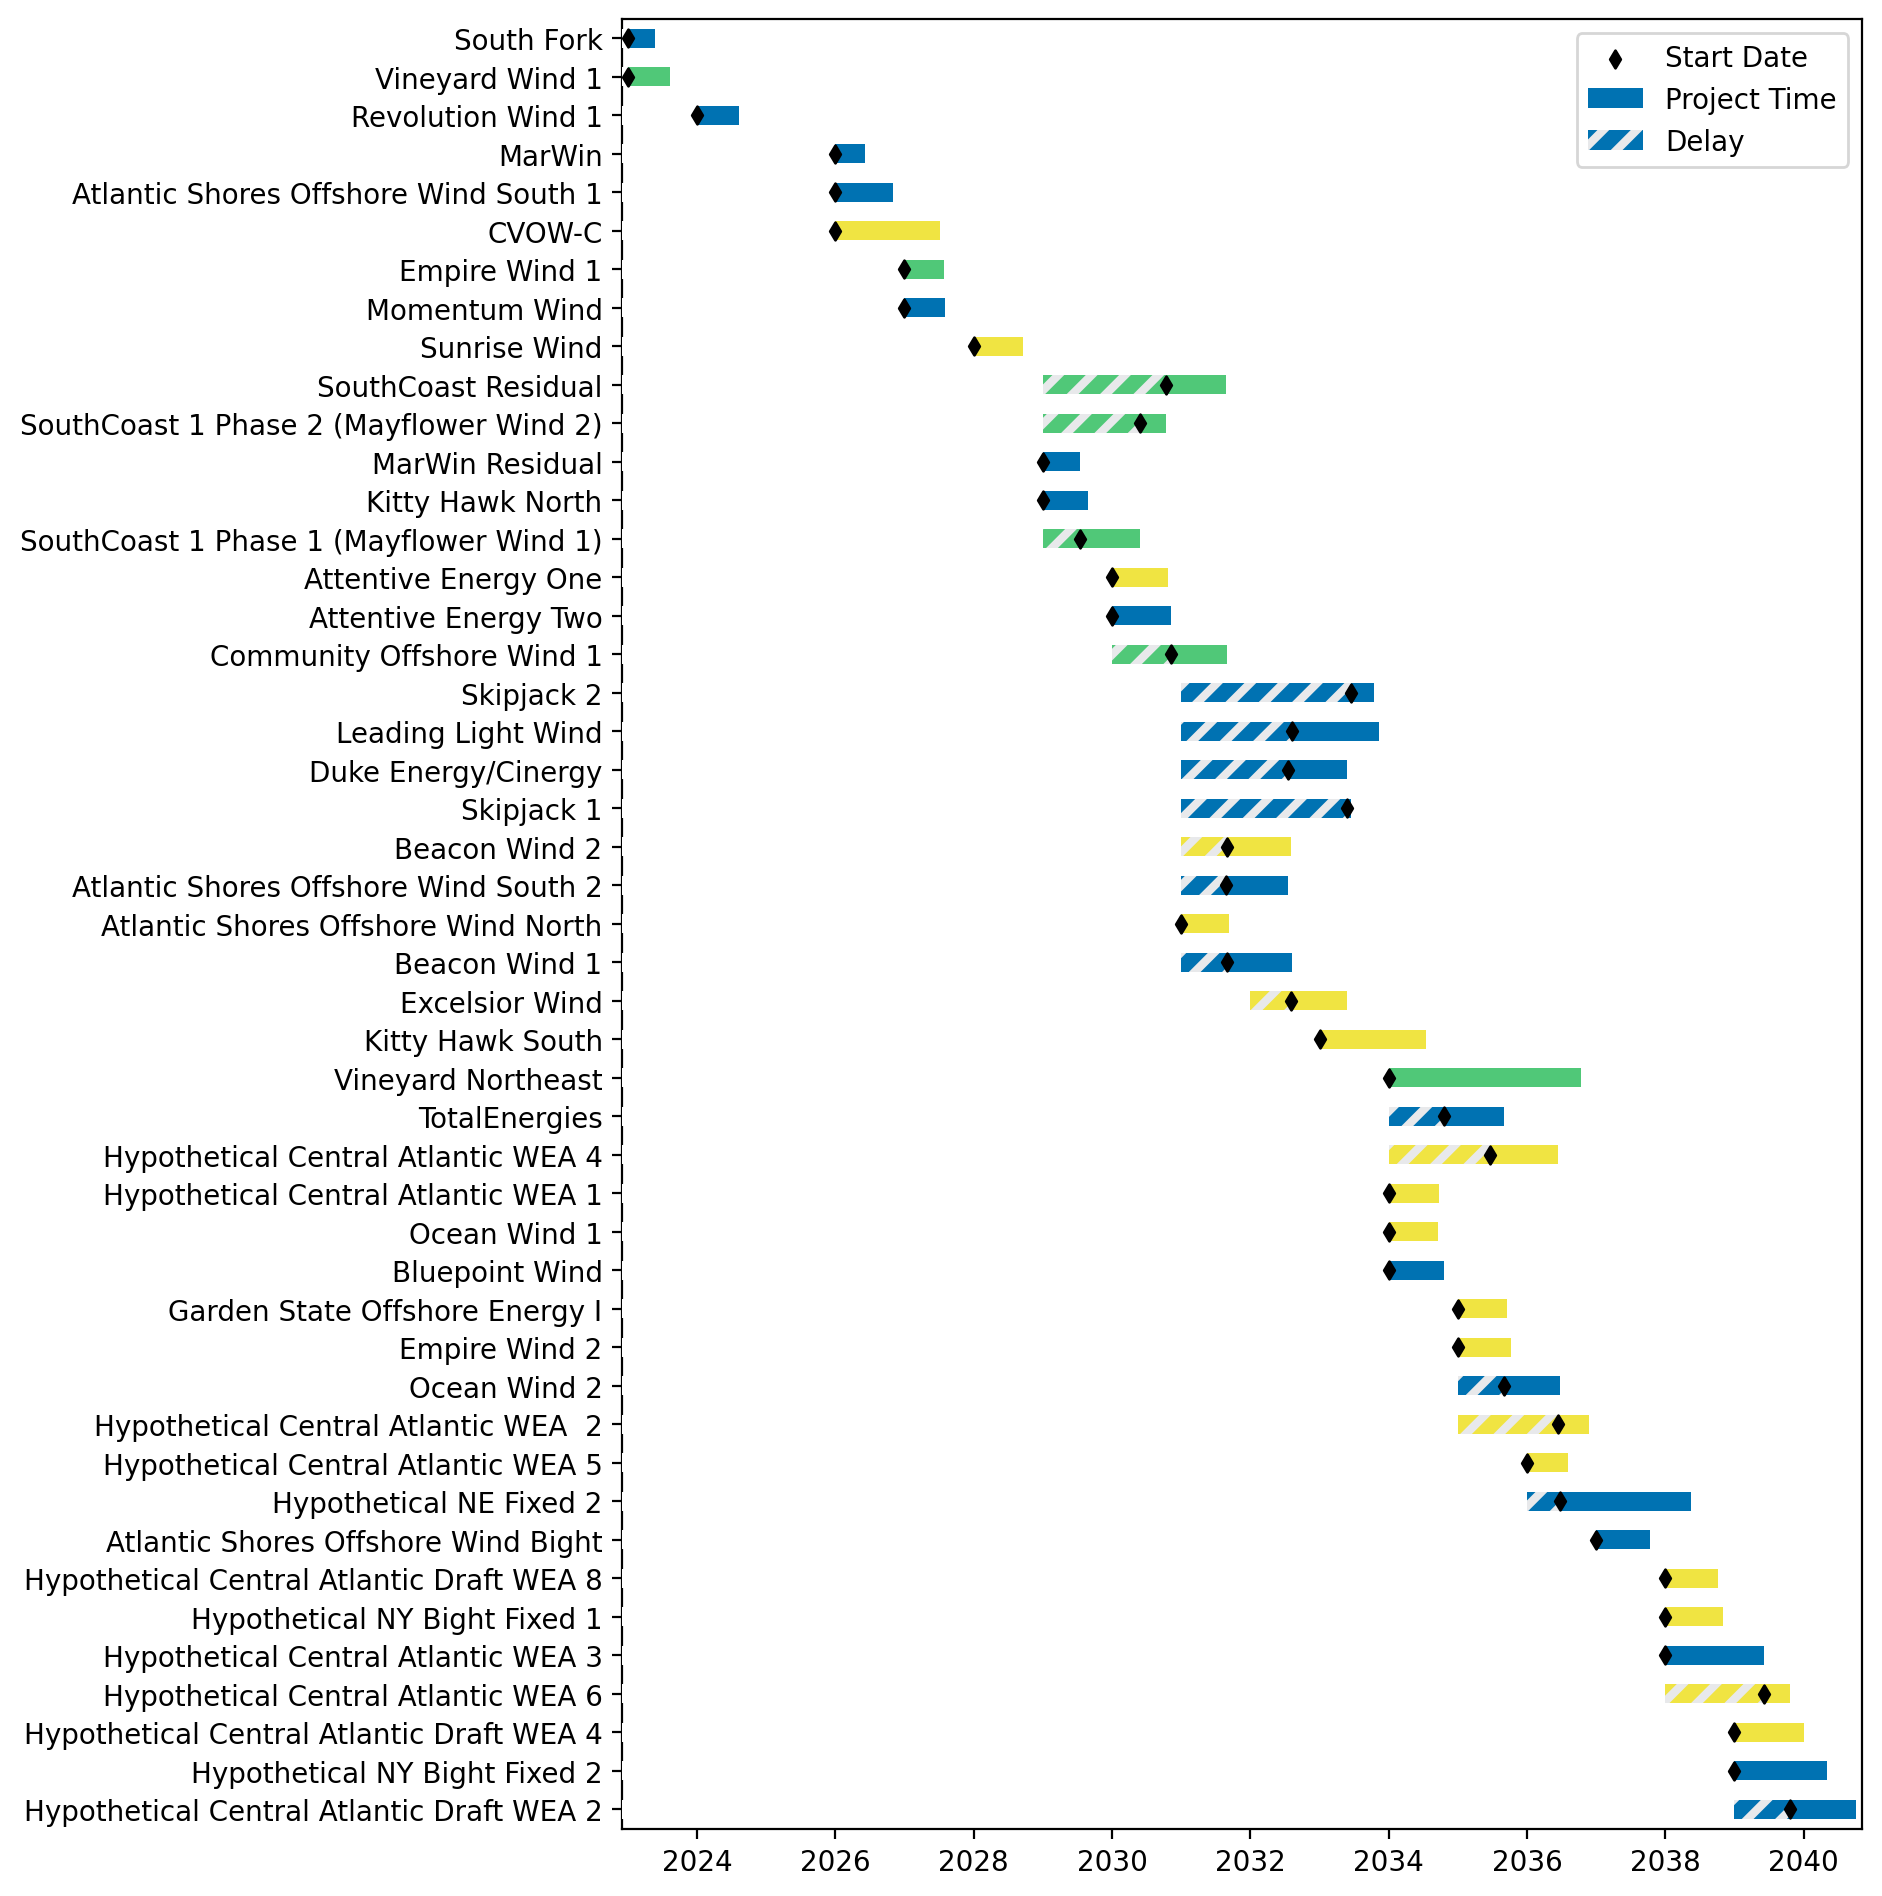 South Fork
Vineyard Wind 1
Revolution Wind 1
MarWin
Atlantic Shores Offshore Wind South 1
CVOW-C
Empire Wind 1
Momentum Wind
Sunrise Wind
SouthCoast Residual
SouthCoast 1 Phase 2 (Mayflower Wind 2)
MarWin Residual
Kitty Hawk North
SouthCoast 1 Phase 1 (Mayflower Wind 1)
Attentive Energy One
Attentive Energy Two
Community Offshore Wind 1
Skipjack 2
Leading Light Wind
Duke Energy/Cinergy
Skipjack 1
Beacon Wind 2
Atlantic Shores Offshore Wind South 2
Atlantic Shores Offshore Wind North
Beacon Wind 1
Excelsior Wind
Kitty Hawk South
Vineyard Northeast
TotalEnergies
Hypothetical Central Atlantic WEA 4
Hypothetical Central Atlantic WEA 1
Ocean Wind 1
Bluepoint Wind
Garden State Offshore Energy I
Empire Wind 2
Ocean Wind 2
Hypothetical Central Atlantic WEA  2
Hypothetical Central Atlantic WEA 5
Hypothetical NE Fixed 2
Atlantic Shores Offshore Wind Bight
Hypothetical Central Atlantic Draft WEA 8
Hypothetical NY Bight Fixed 1
Hypothetical Central Atlantic WEA 3
Hypothetical Central Atlantic WEA 6
Hypothetical Central Atlantic Draft WEA 4
Hypothetical NY Bight Fixed 2
Hypothetical Central Atlantic Draft WEA 2
Start Date
Project Time
Delay
2024 2026 2028 2030 2032 2034 2036 2038 2040